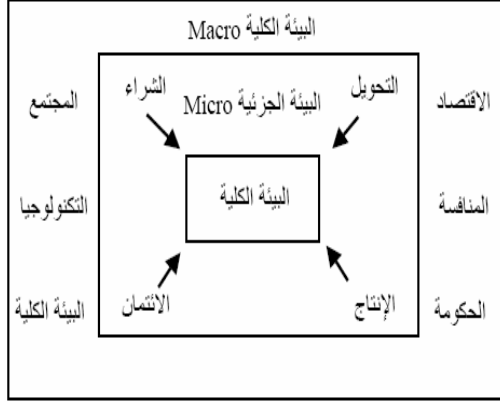 البيئة الكلية Macro
الشراء
التحويل
المجتمع
البيئة الجزئية Micro
الاقتصاد
التكنولوجيا
البيئة الكلية
المنافسة
البيئة الكلية
الائتمان
الإنتاج
الحكومة